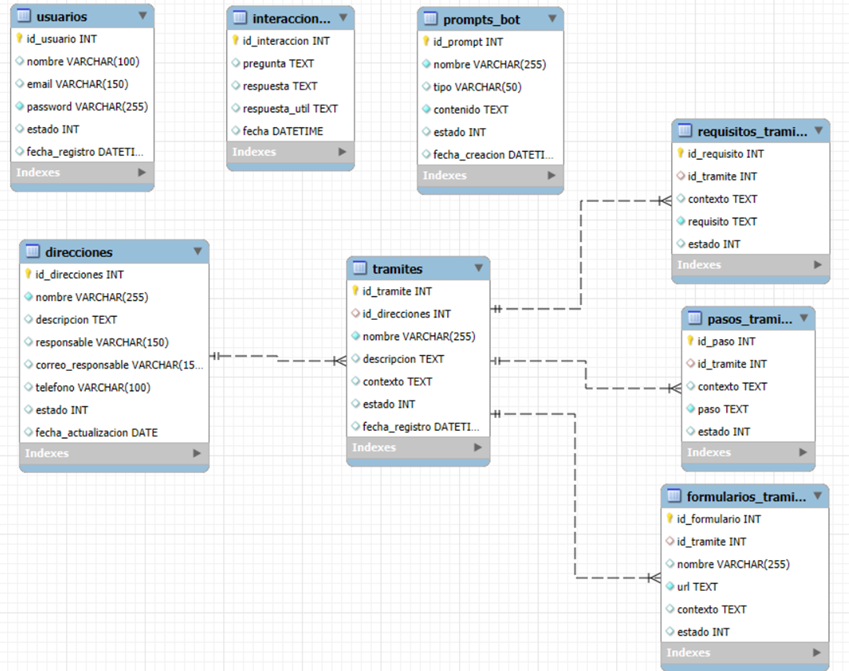 usuarios
id_usuario INT
nombre VARCHAR(100)
email VARCHAR(150)
password VARCHAR(255)
estado INT
fecha_registro DATETI...
Indexes
interaccion...
id_interaccion INT
pregunta TEXT
respuesta TEXT
respuesta_util TEXT
fecha DATETIME
Indexes
prompts_bot
id_prompt INT
nombre VARCHAR(255)
tipo VARCHAR(50)
contenido TEXT
estado INT
fecha_creacion DATETI...
Indexes
requisitos_trami...
id_requisito INT
id_tramite INT
contexto TEXT
requisito TEXT
estado INT
Indexes
direcciones
id_direcciones INT
nombre VARCHAR(255)
descripcion TEXT
responsable VARCHAR(150)
correo_responsable VARCHAR(15...
telefono VARCHAR(100)
estado INT
fecha_actualizacion DATE
Indexes
tramites
id_tramite INT
id_direcciones INT
nombre VARCHAR(255)
descripcion TEXT
contexto TEXT
estado INT
fecha_registro DATETI...
Indexes
pasos_trami...
id_paso INT
id_tramite INT
contexto TEXT
paso TEXT
estado INT
Indexes
formularios_trami...
id_formulario INT
id_tramite INT
nombre VARCHAR(255)
url TEXT
contexto TEXT
estado INT
Indexes